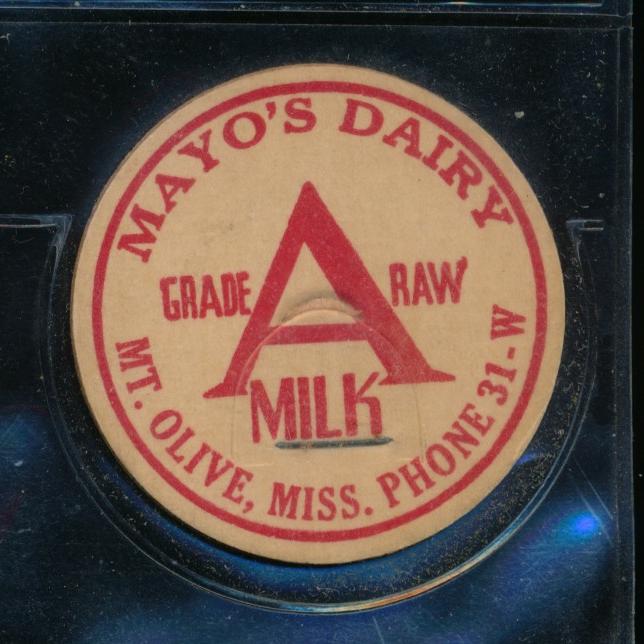 MAYO'S DAIRY
GRADE A RAW
MILK
MT. OLIVE, MISS. PHONE 31-W